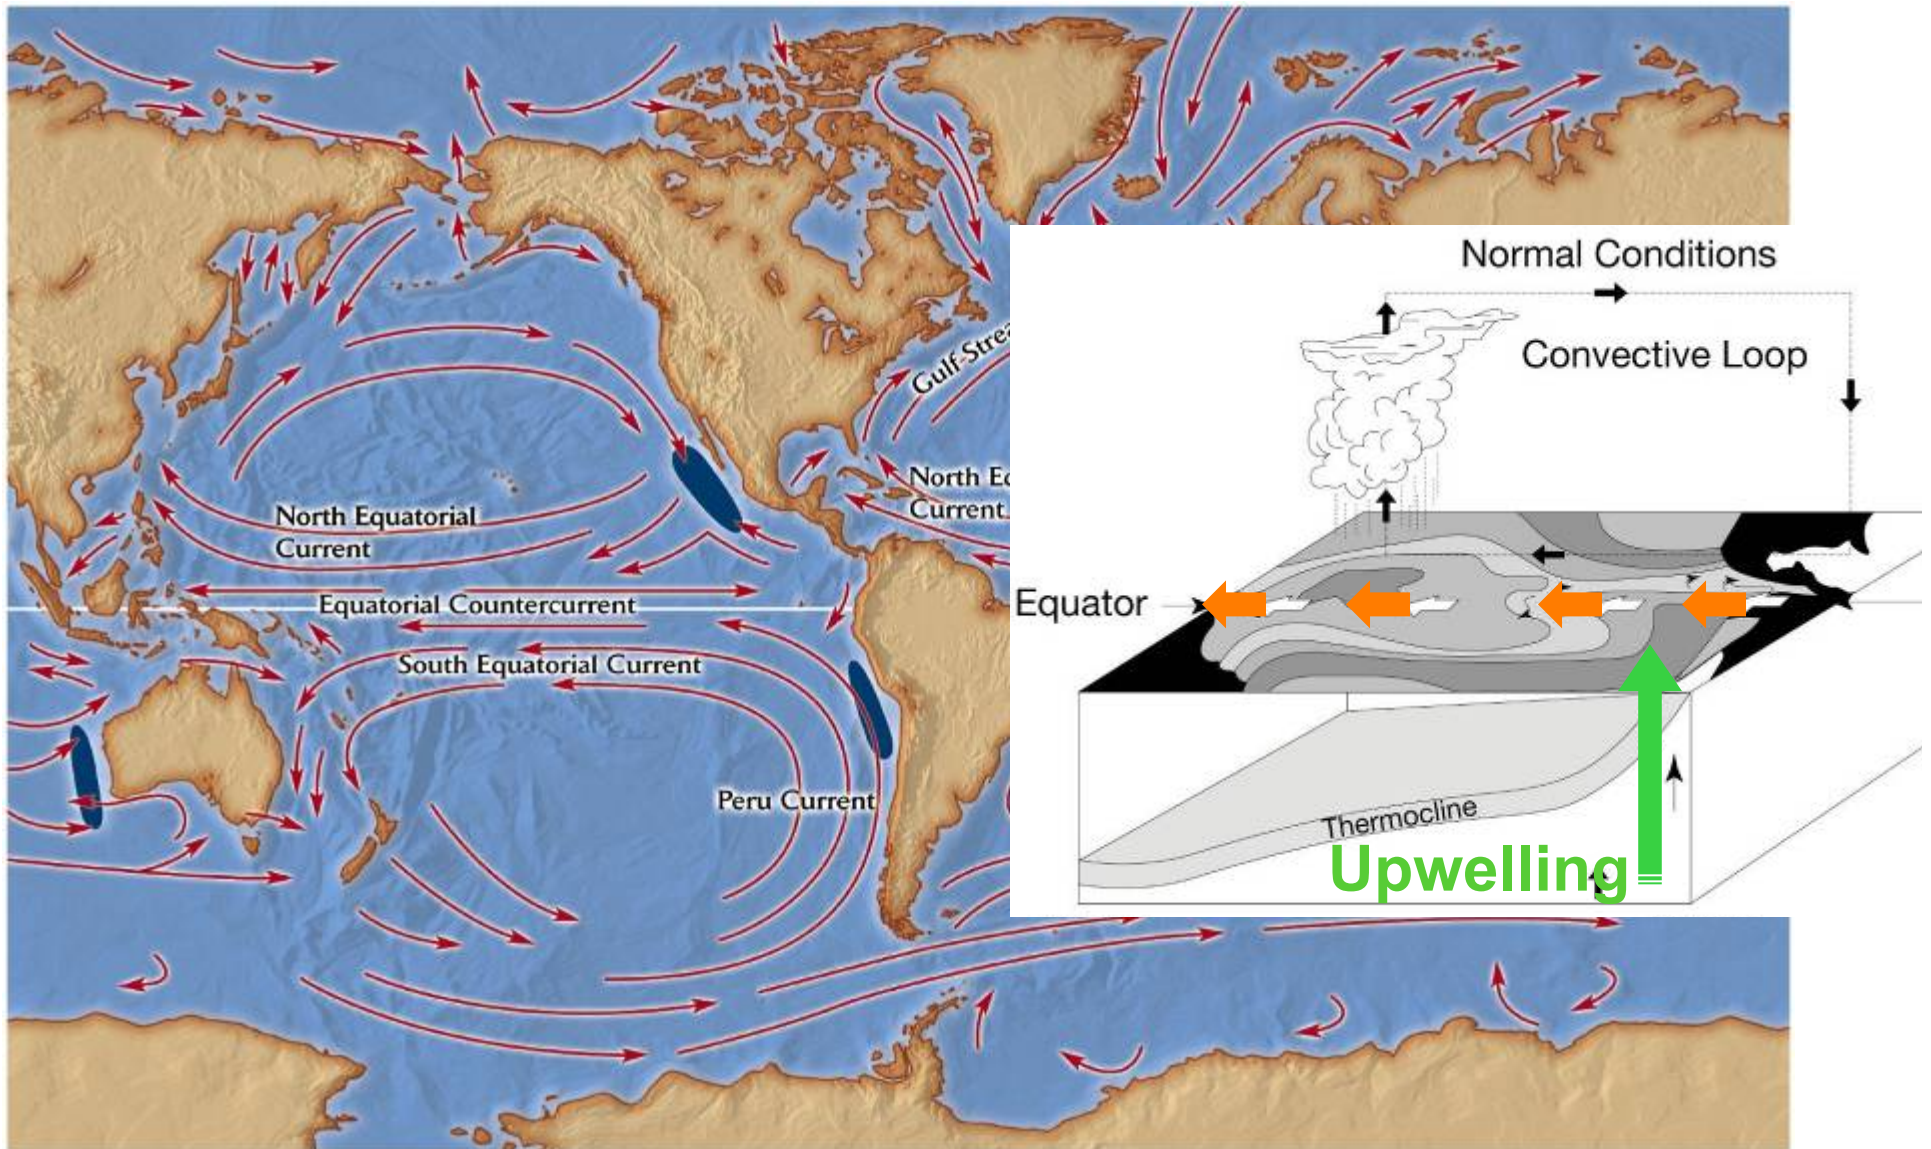 Gulf Strea
North Eq
Current
North Equatorial
Current
Equatorial Countercurrent
South Equatorial Current
Peru Current
Normal Conditions
Convective Loop
Equator
Thermocline
Upwelling